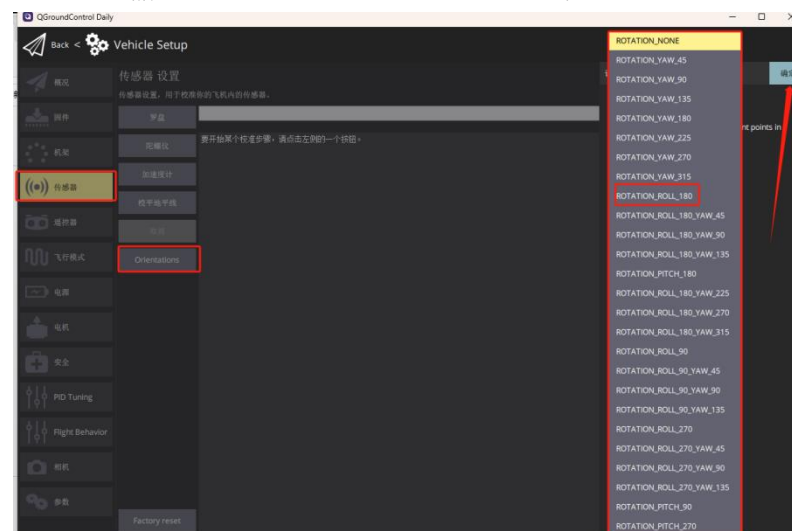 QGroundControl Daily
Back < Vehicle Setup
概况
固件
机架
传感器
遥控器
飞行模式
电源
电机
安全
PID Tuning
Flight Behavior
相机
参数
传感器 设置
传感器设置，用于校准你的飞机内的传感器。
罗盘
陀螺仪
加速度计
校平地平线
Orientations
Factory reset
要开始某个校准步骤，请点击左侧的一个按钮。
ROTATION_NONE
ROTATION_YAW_45
ROTATION_YAW_90
ROTATION_YAW_135
ROTATION_YAW_180
ROTATION_YAW_225
ROTATION_YAW_270
ROTATION_YAW_315
ROTATION_ROLL_180
ROTATION_ROLL_180_YAW_45
ROTATION_ROLL_180_YAW_90
ROTATION_ROLL_180_YAW_135
ROTATION_PITCH_180
ROTATION_ROLL_180_YAW_225
ROTATION_ROLL_180_YAW_270
ROTATION_ROLL_180_YAW_315
ROTATION_ROLL_90
ROTATION_ROLL_90_YAW_45
ROTATION_ROLL_90_YAW_90
ROTATION_ROLL_90_YAW_135
ROTATION_ROLL_270
ROTATION_ROLL_270_YAW_45
ROTATION_ROLL_270_YAW_90
ROTATION_ROLL_270_YAW_135
ROTATION_PITCH_90
ROTATION_PITCH_270
确定
nt points in